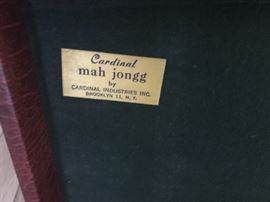 Cardinal
mah jongg
by
CARDINAL INDUSTRIES INC.
BROOKLYN 11, N. Y.